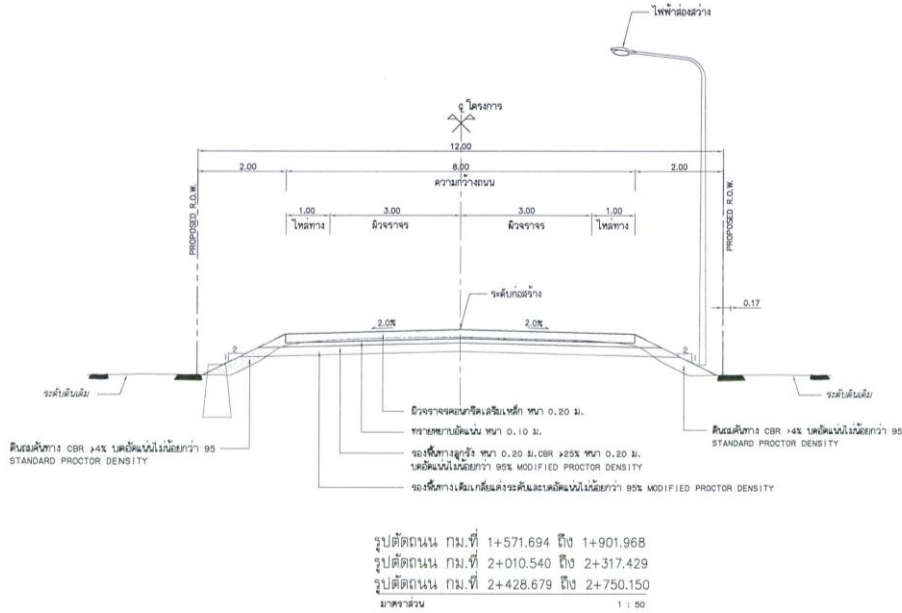 ไฟฟ้าส่องสว่าง
℄ โครงการ
12.00
2.00 8.00 2.00
ความกว้างถนน
PROPOSED R.O.W.
PROPOSED R.O.W.
1.00 3.00 3.00 1.00
ไหล่ทาง ผิวจราจร ผิวจราจร ไหล่ทาง
0.17
ระดับก่อสร้าง
2.0% 2.0%
2 2
1 1
ระดับดินเดิม ระดับดินเดิม
ผิวจราจรคอนกรีตเสริมเหล็ก หนา 0.20 ม.
ทรายหยาบอัดแน่น หนา 0.10 ม.
รองพื้นทางลูกรัง หนา 0.20 ม.CBR >25% หนา 0.20 ม.
บดอัดแน่นไม่น้อยกว่า 95% MODIFIED PROCTOR DENSITY
รองพื้นทางเดิมเกลี่ยแต่งระดับและบดอัดแน่นไม่น้อยกว่า 95% MODIFIED PROCTOR DENSITY
ดินถมคันทาง CBR >4% บดอัดแน่นไม่น้อยกว่า 95
STANDARD PROCTOR DENSITY
ดินถมคันทาง CBR >4% บดอัดแน่นไม่น้อยกว่า 95
STANDARD PROCTOR DENSITY
รูปตัดถนน กม.ที่ 1+571.694 ถึง 1+901.968
รูปตัดถนน กม.ที่ 2+010.540 ถึง 2+317.429
รูปตัดถนน กม.ที่ 2+428.679 ถึง 2+750.150
มาตราส่วน 1 : 50